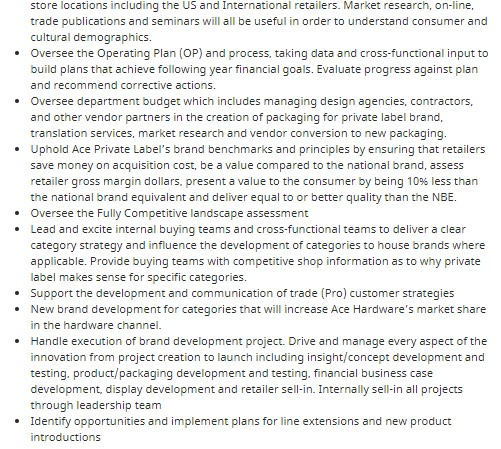 store locations including the US and International retailers. Market research, on-line,
trade publications and seminars will all be useful in order to understand consumer and
cultural demographics.
• Oversee the Operating Plan (OP) and process, taking data and cross-functional input to
build plans that achieve following year financial goals. Evaluate progress against plan
and recommend corrective actions.
• Oversee department budget which includes managing design agencies, contractors,
and other vendor partners in the creation of packaging for private label brand,
translation services, market research and vendor conversion to new packaging.
• Uphold Ace Private Label's brand benchmarks and principles by ensuring that retailers
save money on acquisition cost, be a value compared to the national brand, assess
retailer gross margin dollars, present a value to the consumer by being 10% less than
the national brand equivalent and deliver equal to or better quality than the NBE.
• Oversee the Fully Competitive landscape assessment
• Lead and excite internal buying teams and cross-functional teams to deliver a clear
category strategy and influence the development of categories to house brands where
applicable. Provide buying teams with competitive shop information as to why private
label makes sense for specific categories.
• Support the development and communication of trade (Pro) customer strategies
• New brand development for categories that will increase Ace Hardware's market share
in the hardware channel.
• Handle execution of brand development project. Drive and manage every aspect of the
innovation from project creation to launch including insight/concept development and
testing, product/packaging development and testing, financial business case
development, display development and retailer sell-in. Internally sell-in all projects
through leadership team
• Identify opportunities and implement plans for line extensions and new product
introductions